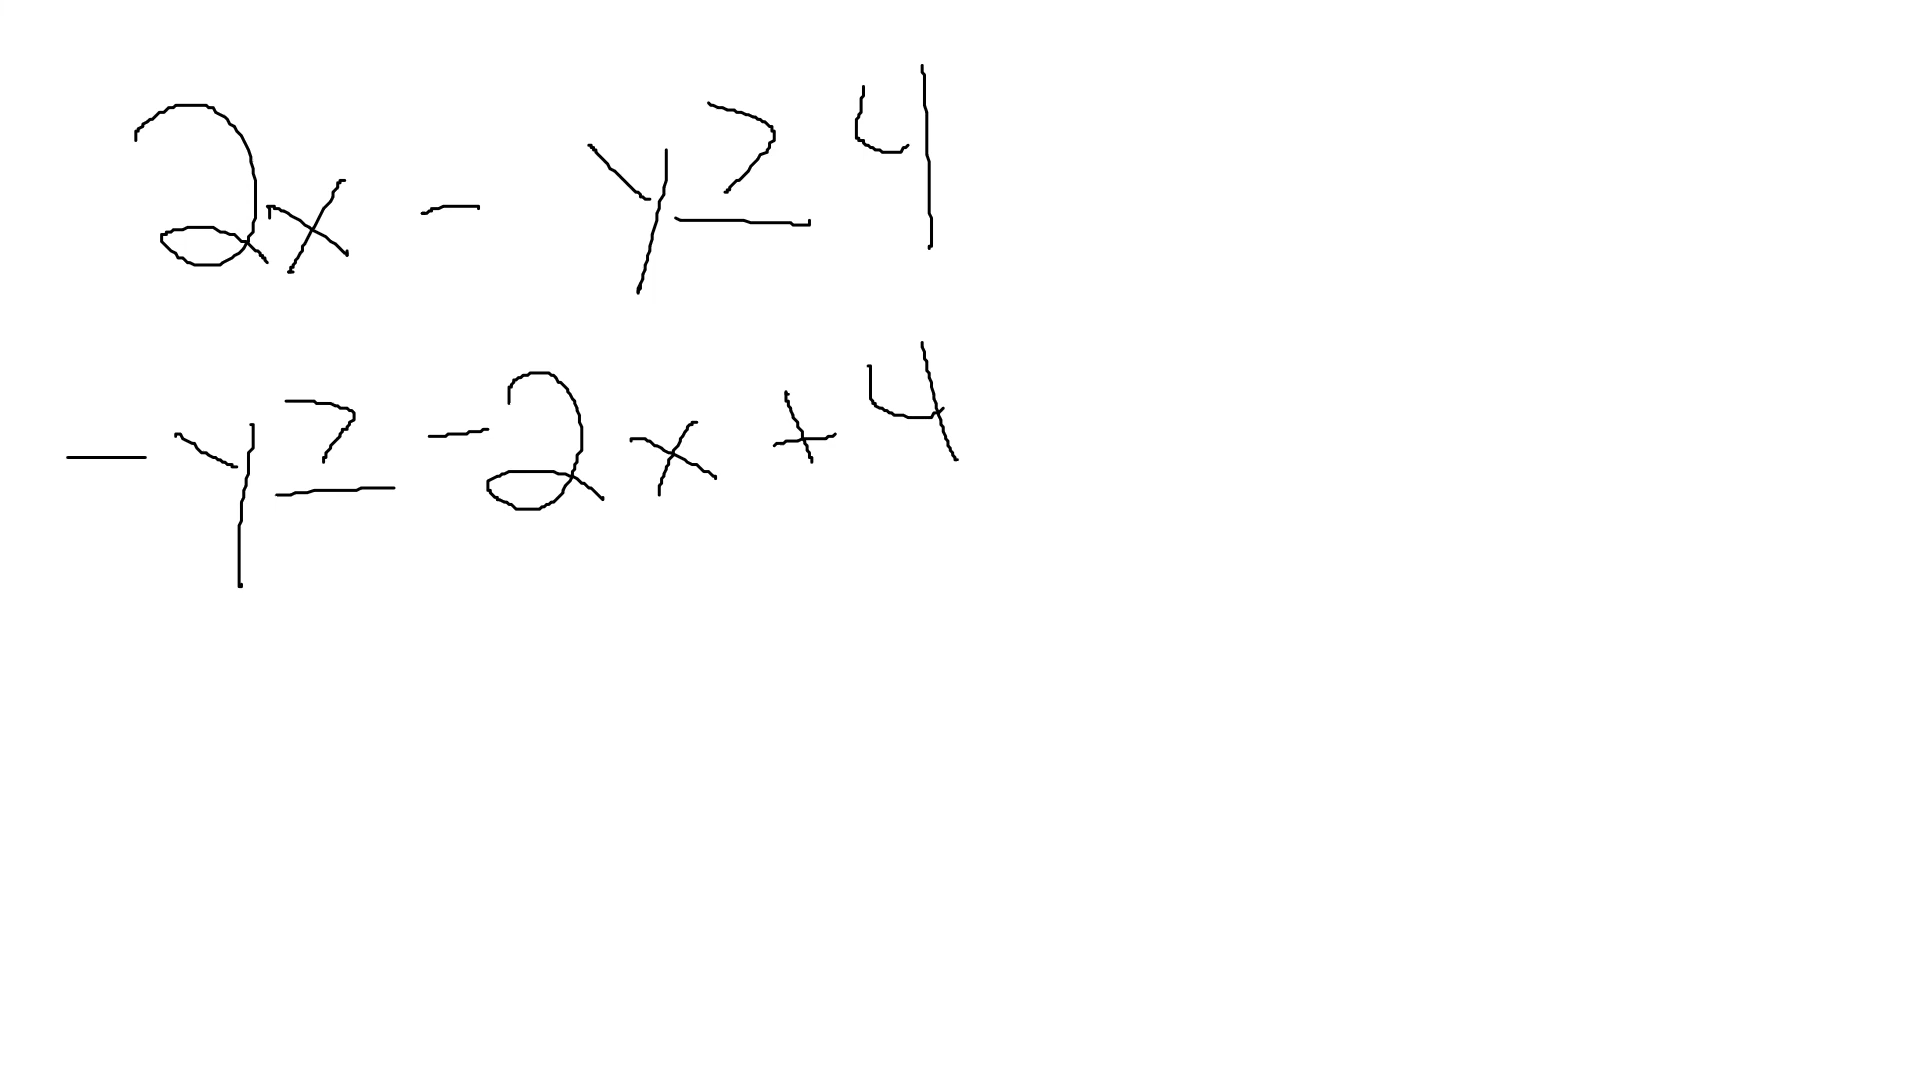 2x - y ≥ 4
- y ≥ -2x + 4